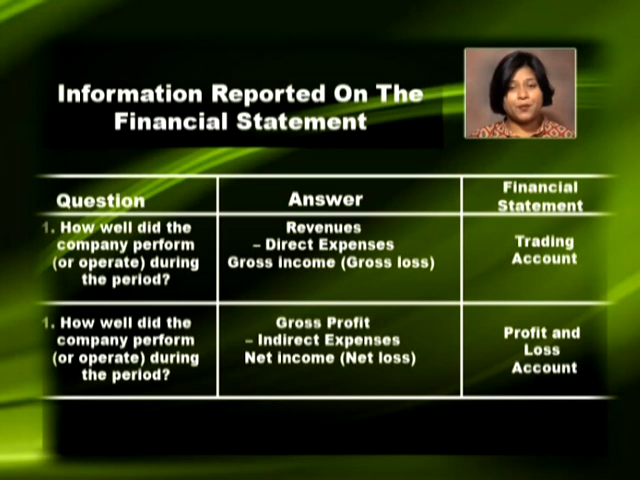 Information Reported On The
Financial Statement
Question
Answer
Financial
Statement
1. How well did the
company perform
(or operate) during
the period?
Revenues
– Direct Expenses
Gross income (Gross loss)
Trading
Account
1. How well did the
company perform
(or operate) during
the period?
Gross Profit
– Indirect Expenses
Net income (Net loss)
Profit and
Loss
Account